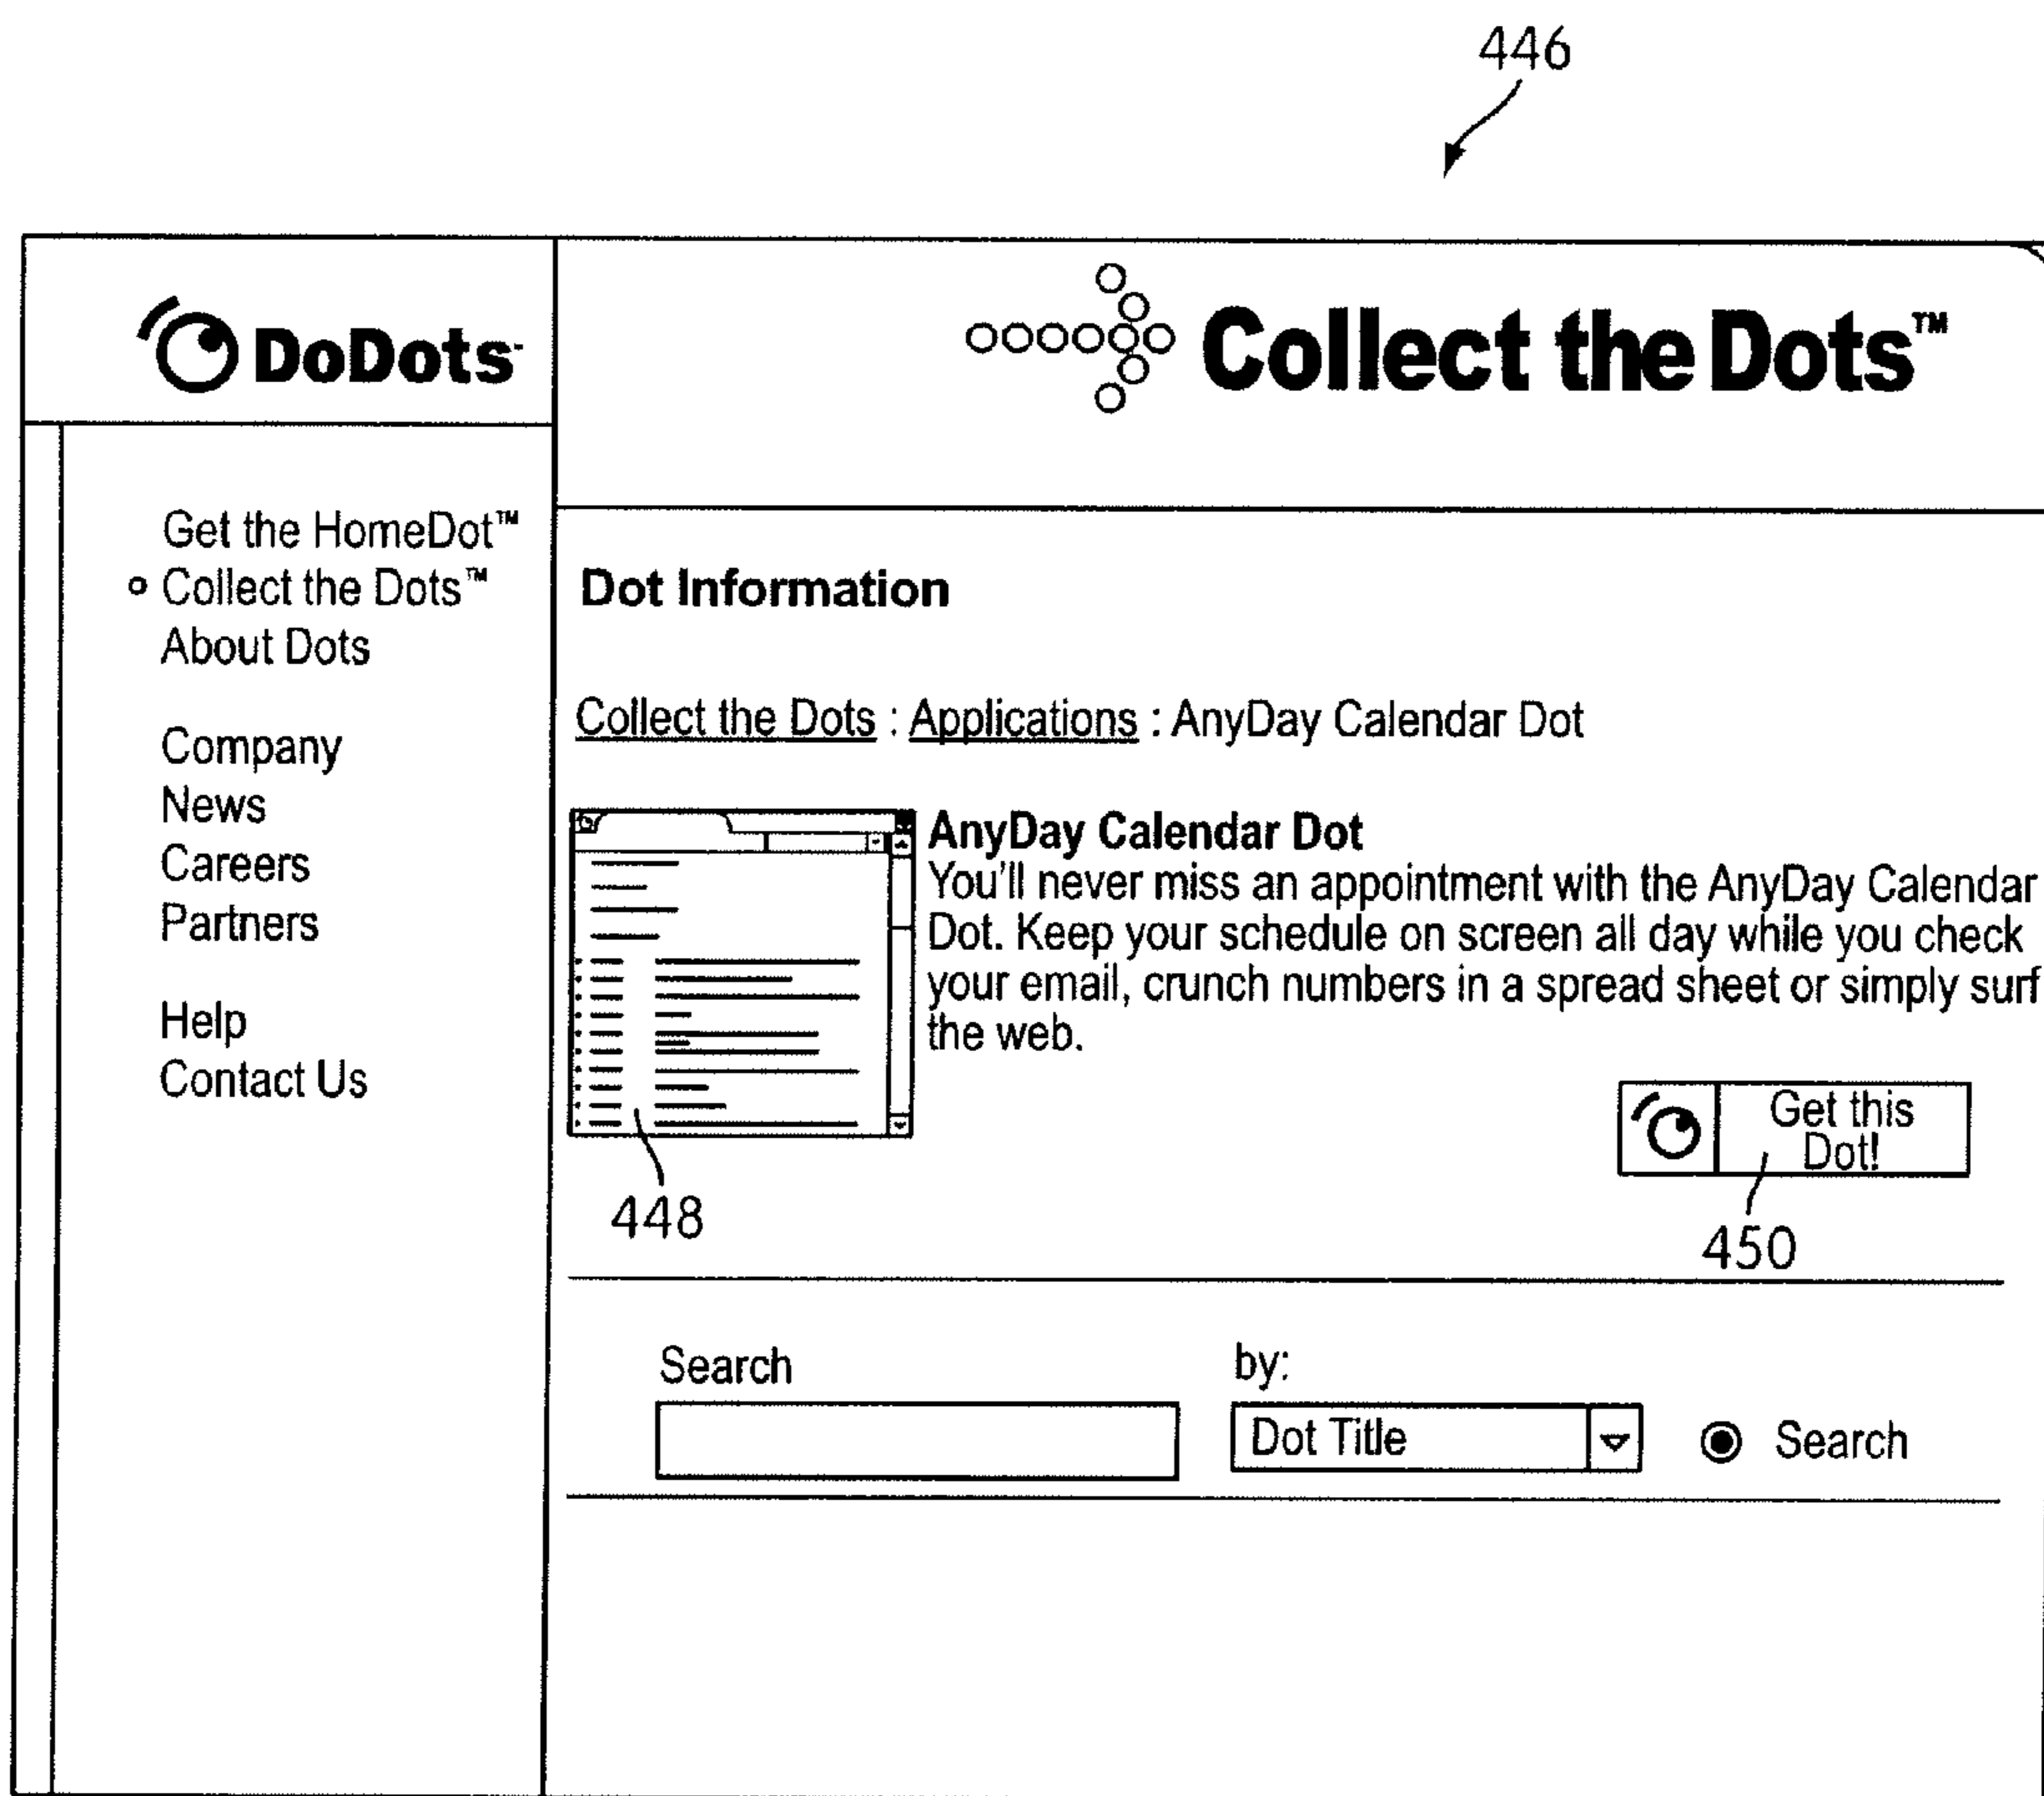 446
DoDots
Collect the Dots™
Get the HomeDot™
Collect the Dots™
About Dots
Company
News
Careers
Partners
Help
Contact Us
Dot Information
Collect the Dots : Applications : AnyDay Calendar Dot
AnyDay Calendar Dot
You'll never miss an appointment with the AnyDay Calendar
Dot. Keep your schedule on screen all day while you check
your email, crunch numbers in a spread sheet or simply surf
the web.
Get this
Dot!
448
450
Search
by:
Dot Title
Search